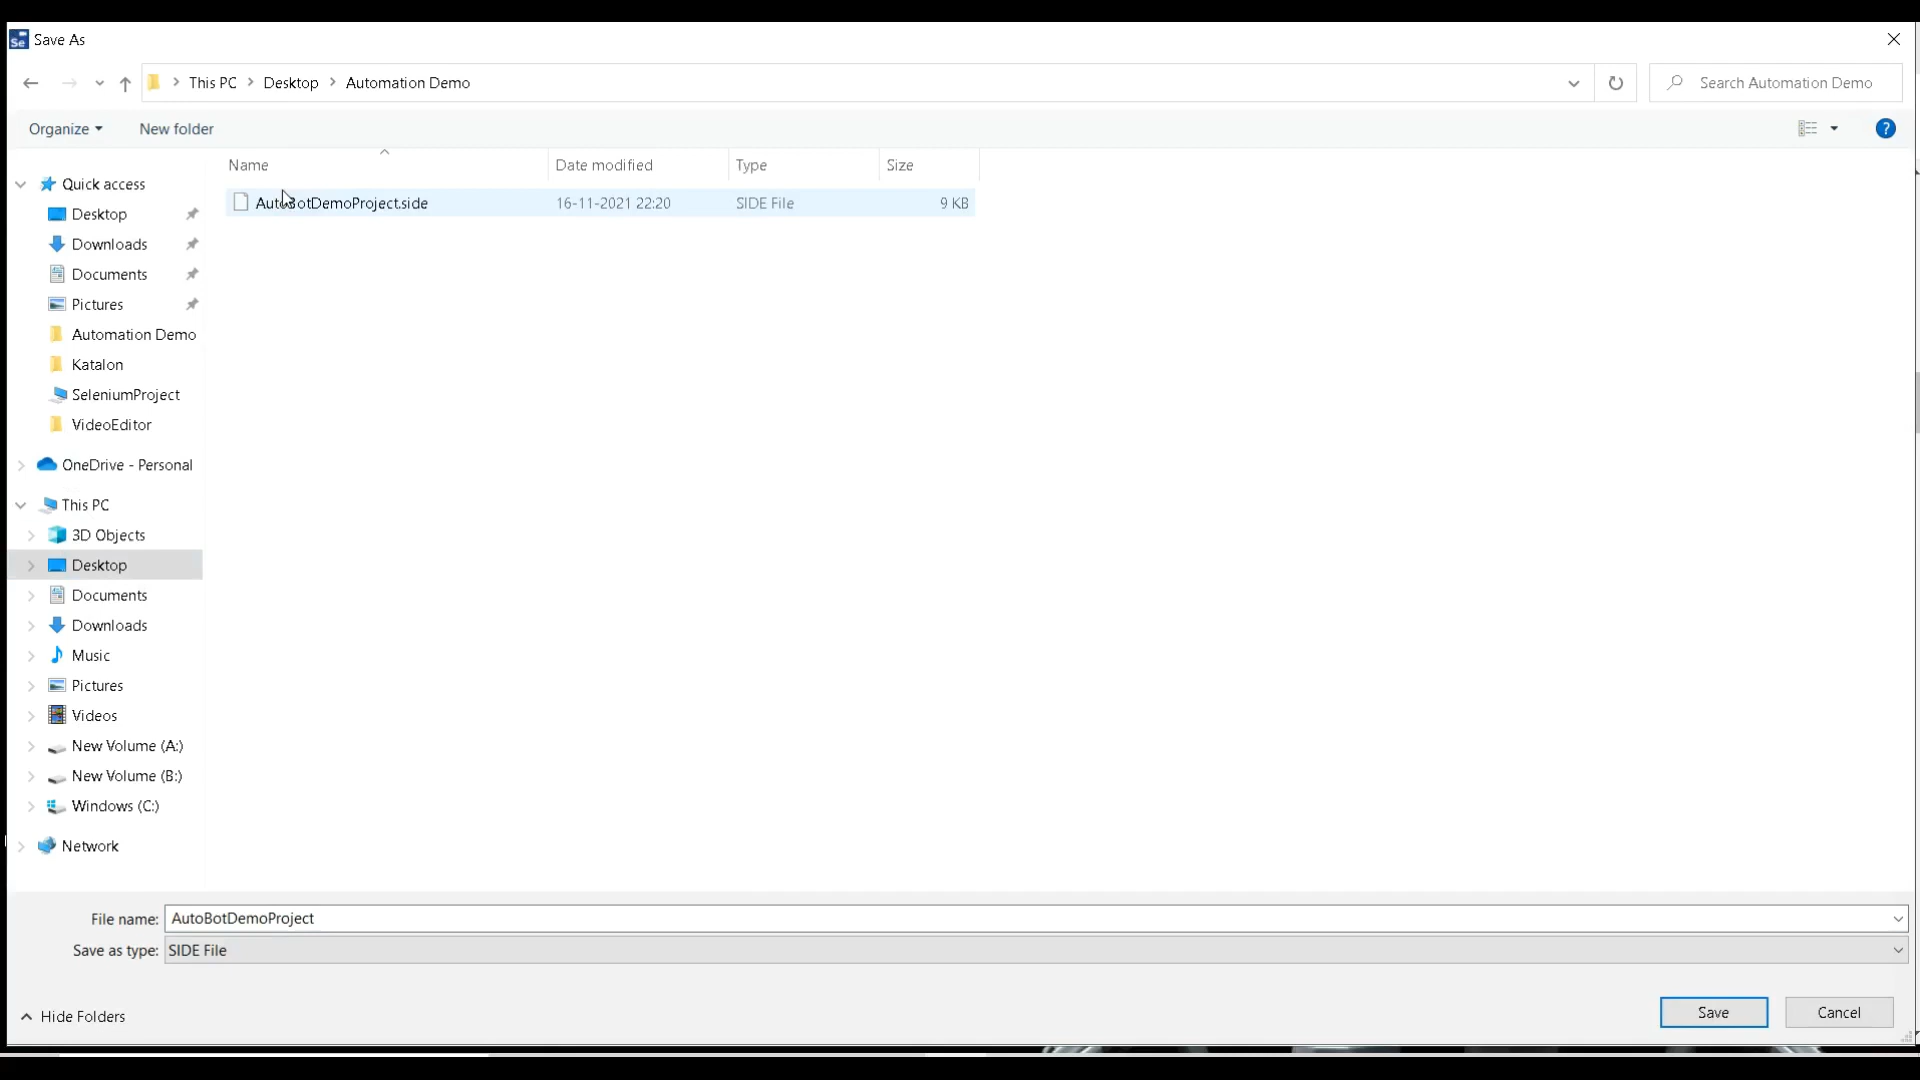 Se Save As
This PC Desktop Automation Demo
Search Automation Demo
Organize New folder
?
Name Date modified Type Size
AutoBotDemoProject.side 16-11-2021 22:20 SIDE File 9 KB
Quick access
Desktop
Downloads
Documents
Pictures
Automation Demo
Katalon
SeleniumProject
VideoEditor
OneDrive - Personal
This PC
3D Objects
Desktop
Documents
Downloads
Music
Pictures
Videos
New Volume (A:)
New Volume (B:)
Windows (C:)
Network
File name: AutoBotDemoProject
Save as type: SIDE File
Hide Folders
Save Cancel